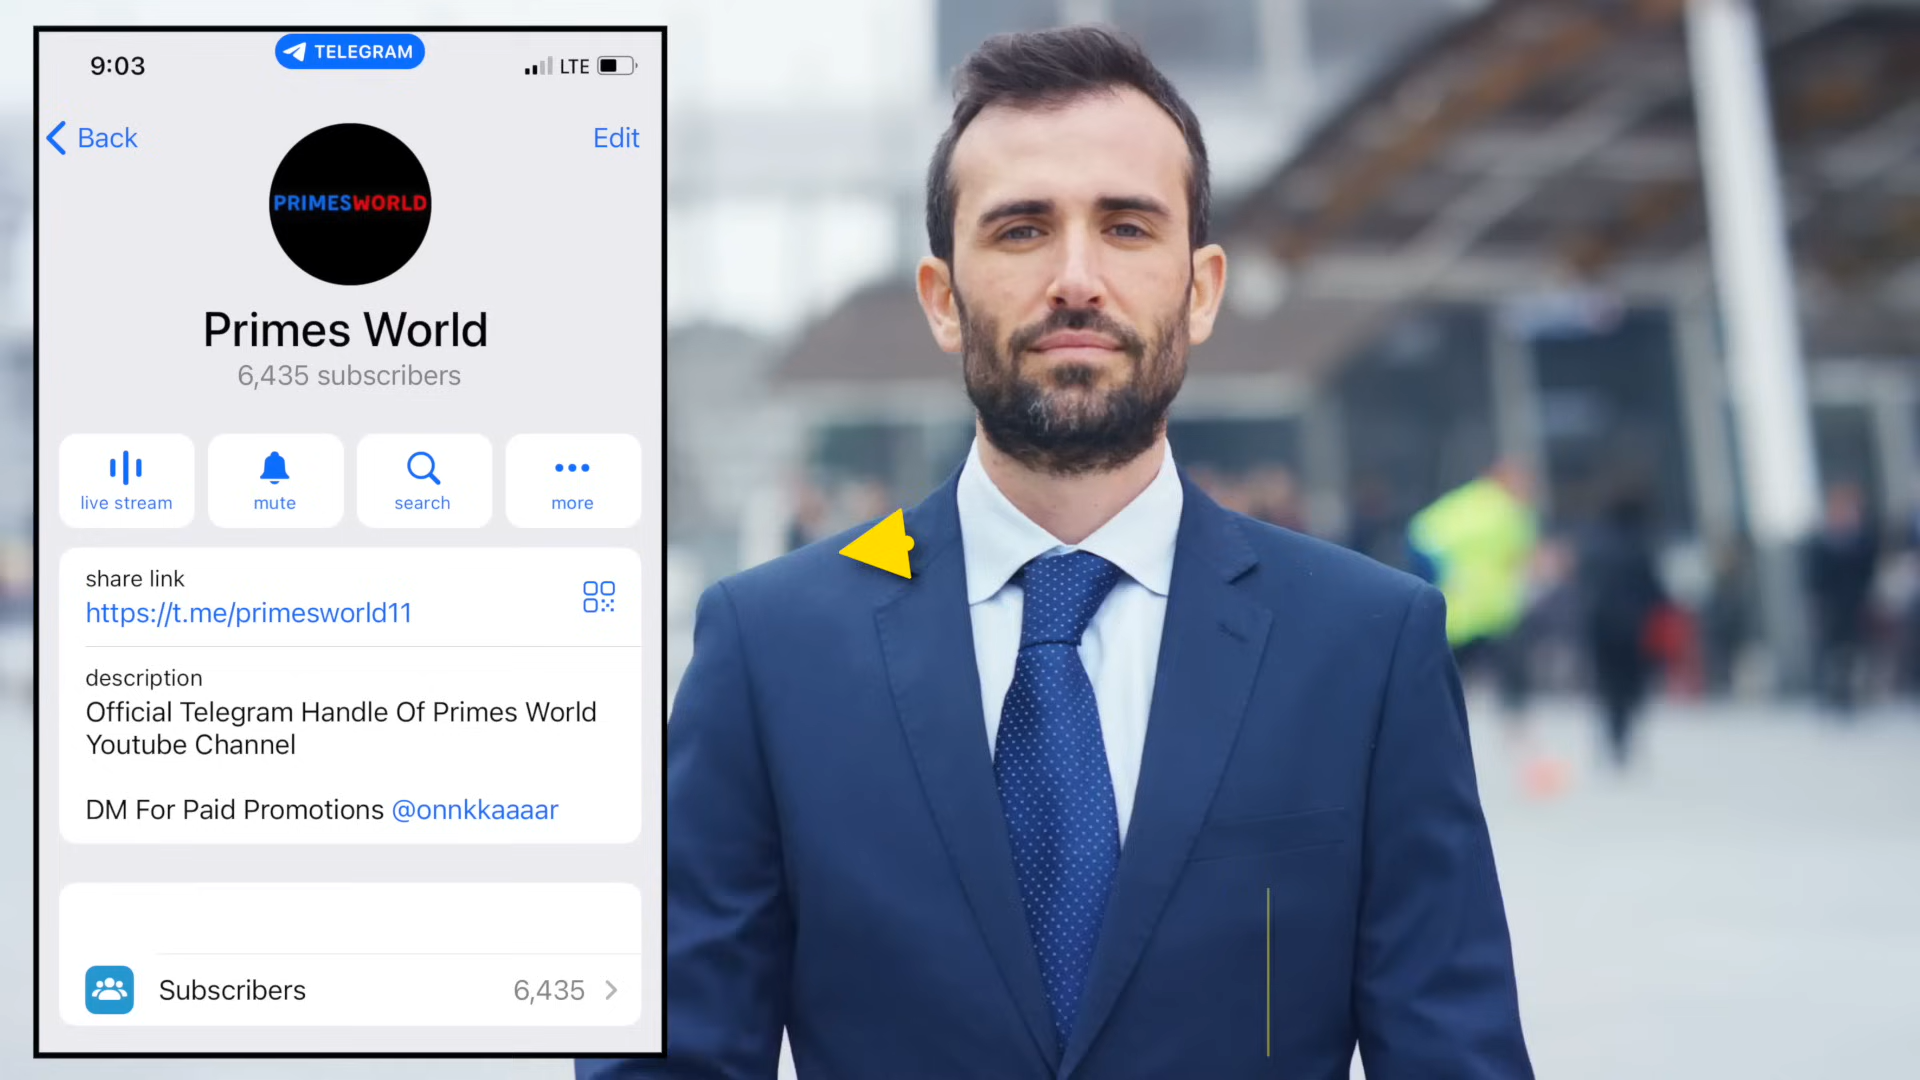 9:03
TELEGRAM
LTE
Back
Edit
PRIMESWORLD
Primes World
6,435 subscribers
live stream
mute
search
more
share link
https://t.me/primesworld11
description
Official Telegram Handle Of Primes World
Youtube Channel
DM For Paid Promotions @onnkkaaaar
Subscribers
6,435